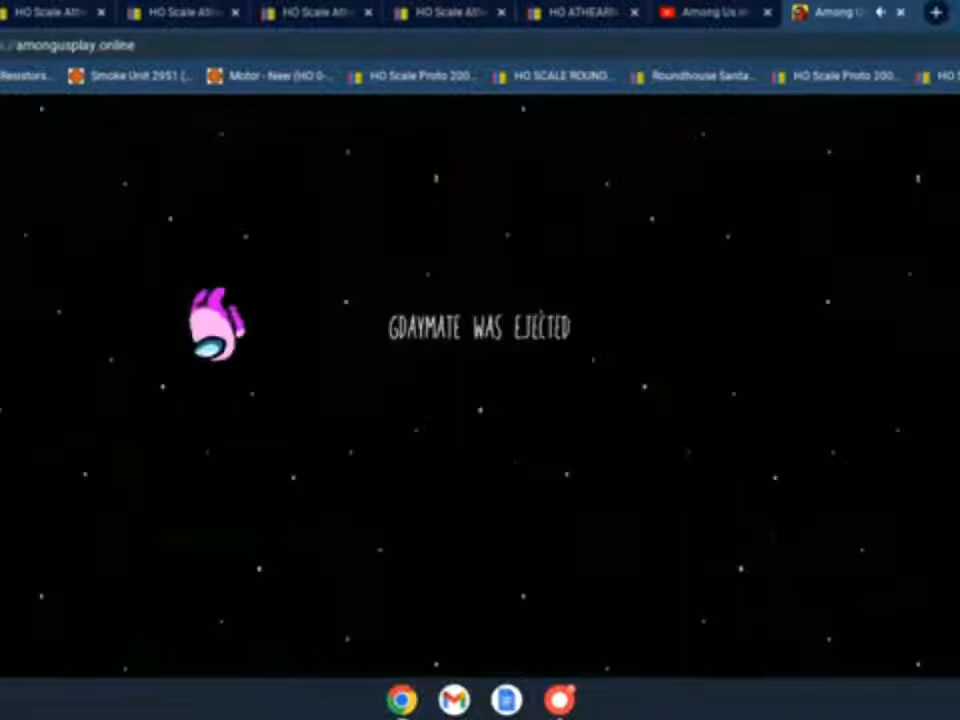 HO Scale Ath
HO Scale Ath
HO Scale Ath
HO Scale Ath
HO ATHEARN
Among Us
Among U
amongusplay.online
Resistors...
Smoke Unit 2951 (...
Motor - New (HO 0-...
HO Scale Proto 200...
HO SCALE ROUND...
Roundhouse Santa...
HO Scale Proto 200...
HO S
GDAYMATE WAS EJECTED